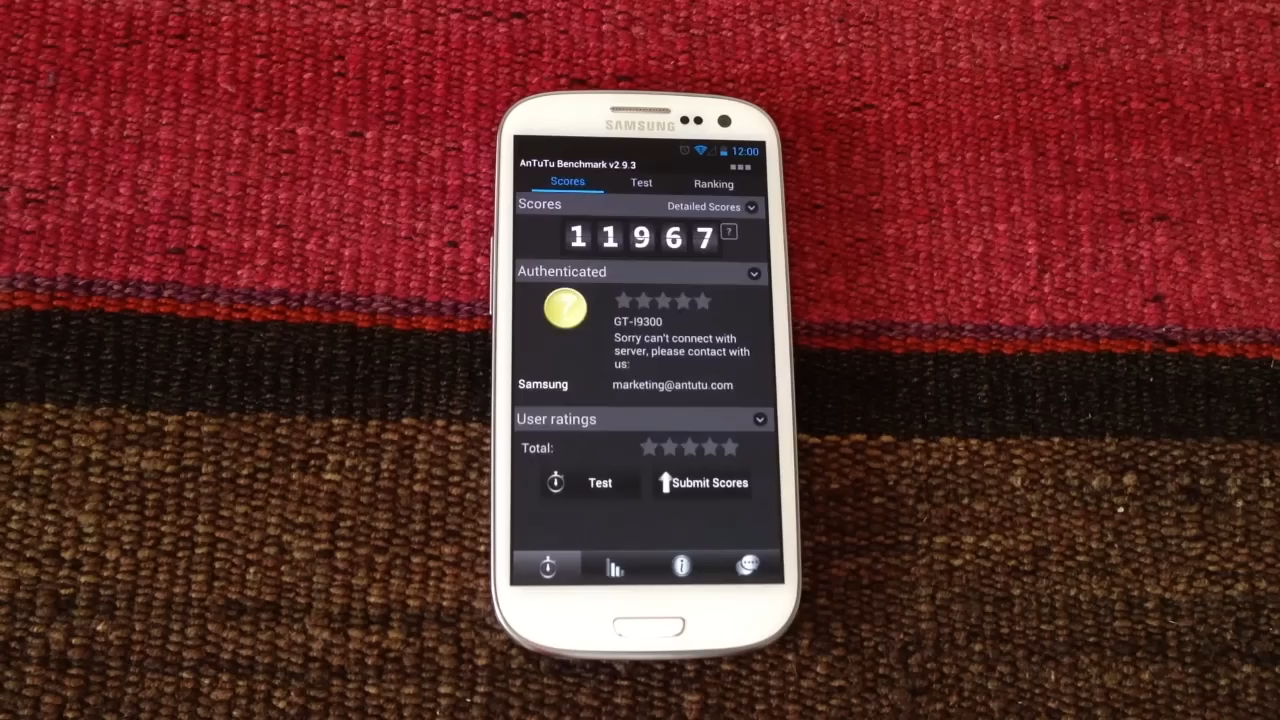 SAMSUNG
12:00
AnTuTu Benchmark v2.9.3
Scores Test Ranking
Scores Detailed Scores
11967 ?
Authenticated
?
GT-I9300
Sorry can't connect with
server, please contact with
us:
Samsung marketing@antutu.com
User ratings
Total:
Test Submit Scores
i